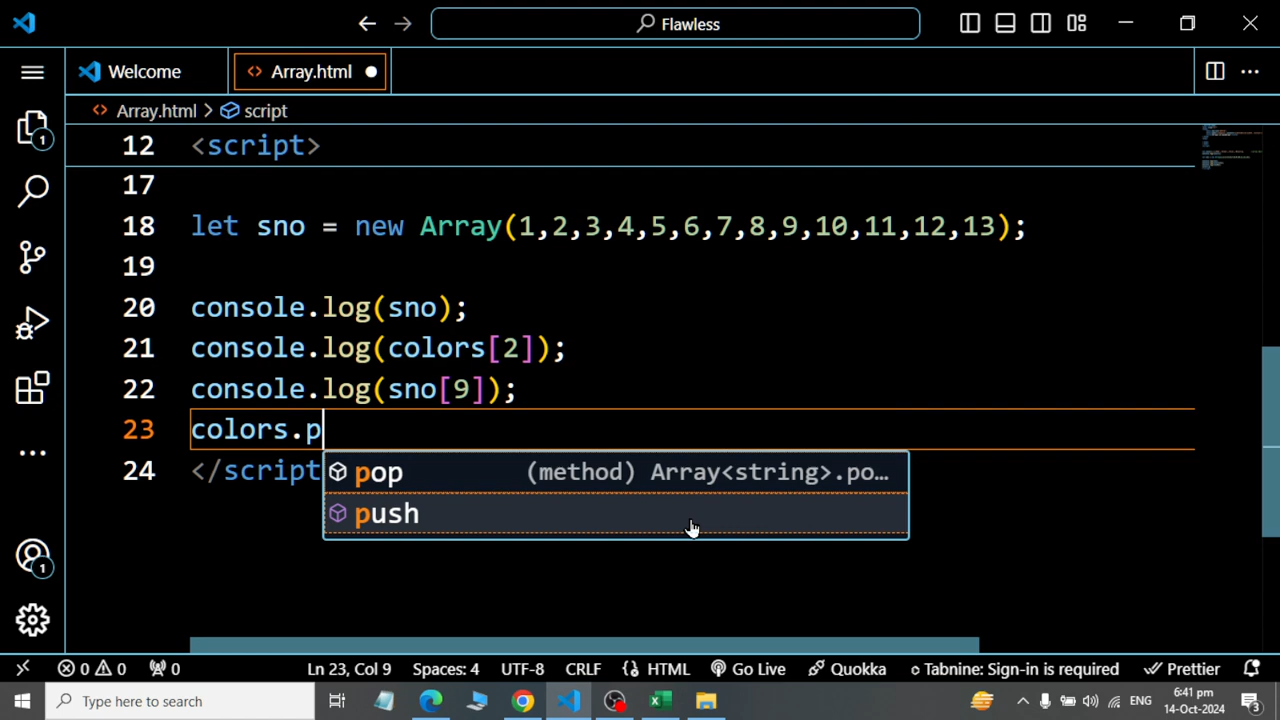 Flawless
Welcome
Array.html
Array.html > script
12 <script>
17
18 let sno = new Array(1,2,3,4,5,6,7,8,9,10,11,12,13);
19
20 console.log(sno);
21 console.log(colors[2]);
22 console.log(sno[9]);
23 colors.p
24 </script
pop (method) Array<string>.po…
push
1
1
0 0 0 Ln 23, Col 9 Spaces: 4 UTF-8 CRLF HTML Go Live Quokka Tabnine: Sign-in is required Prettier
Type here to search
ENG
6:41 pm
14-Oct-2024
3